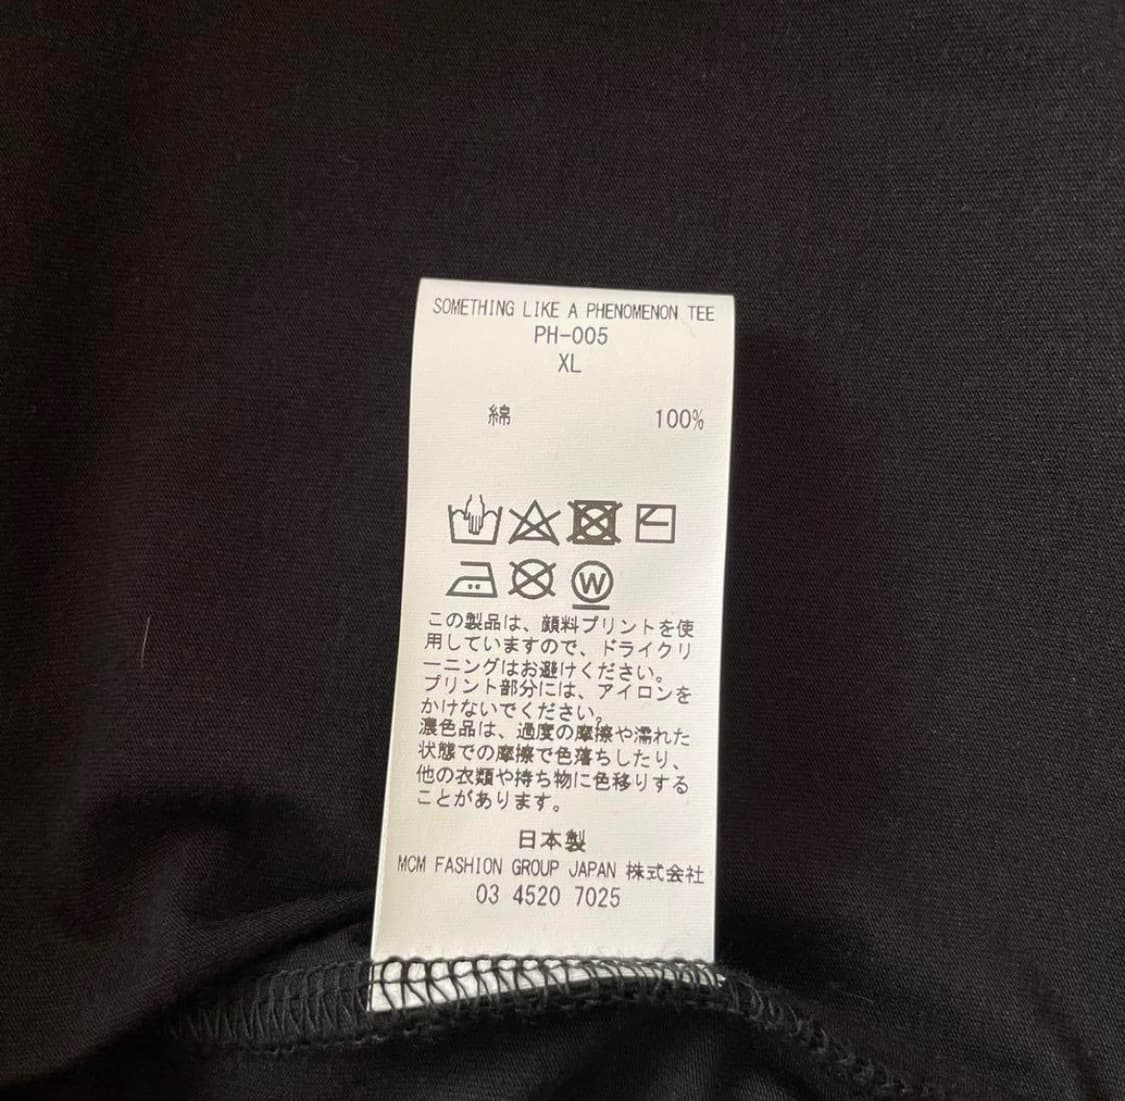 SOMETHING LIKE A PHENOMENON TEE
PH-005
XL
綿 100%
W
この製品は、顔料プリントを使
用していますので、ドライクリ
ーニングはお避けください。
プリント部分には、アイロンを
かけないでください。
濃色品は、過度の摩擦や濡れた
状態での摩擦で色落ちしたり、
他の衣類や持ち物に色移りする
ことがあります。
日本製
MCM FASHION GROUP JAPAN 株式会社
03 4520 7025